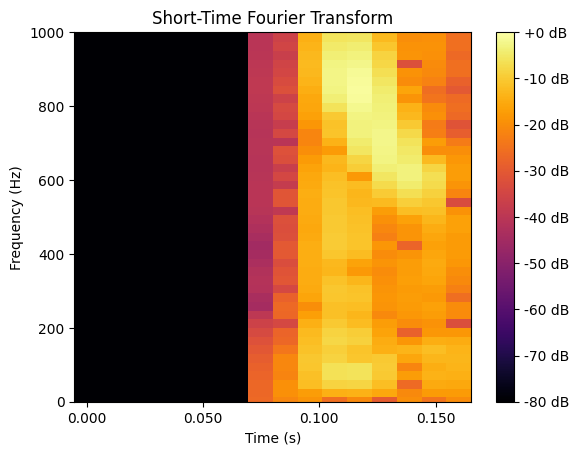 Short-Time Fourier Transform
1000
800
600
400
200
0
Frequency (Hz)
0.000
0.050
0.100
0.150
Time (s)
+0 dB
-10 dB
-20 dB
-30 dB
-40 dB
-50 dB
-60 dB
-70 dB
-80 dB